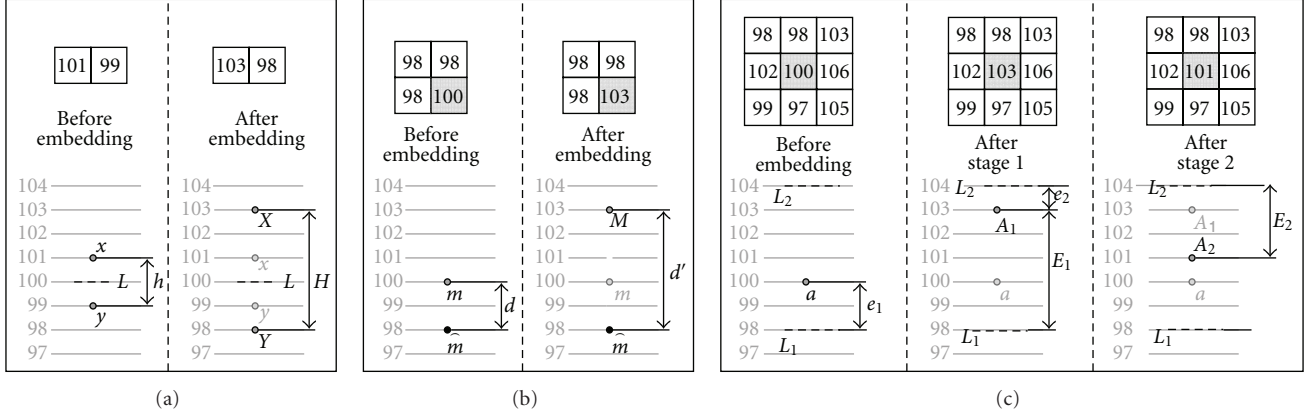 101 99
Before
embedding
104
103
102
101
100
99
98
97
x
L
y
h
103 98
After
embedding
104
103
102
101
100
99
98
97
X
x
L
y
Y
H
(a)
98 98
98 100
Before
embedding
104
103
102
101
100
99
98
97
m
m̂
d
98 98
98 103
After
embedding
104
103
102
101
100
99
98
97
M
m
m̂
d′
(b)
98 98 103
102 100 106
99 97 105
Before
embedding
104
103
102
101
100
99
98
97
L₂
a
e₁
L₁
98 98 103
102 103 106
99 97 105
After
stage 1
104
103
102
101
100
99
98
97
L₂
e₂
A₁
E₁
a
L₁
98 98 103
102 101 106
99 97 105
After
stage 2
104
103
102
101
100
99
98
97
L₂
A₁
E₂
A₂
a
L₁
(c)